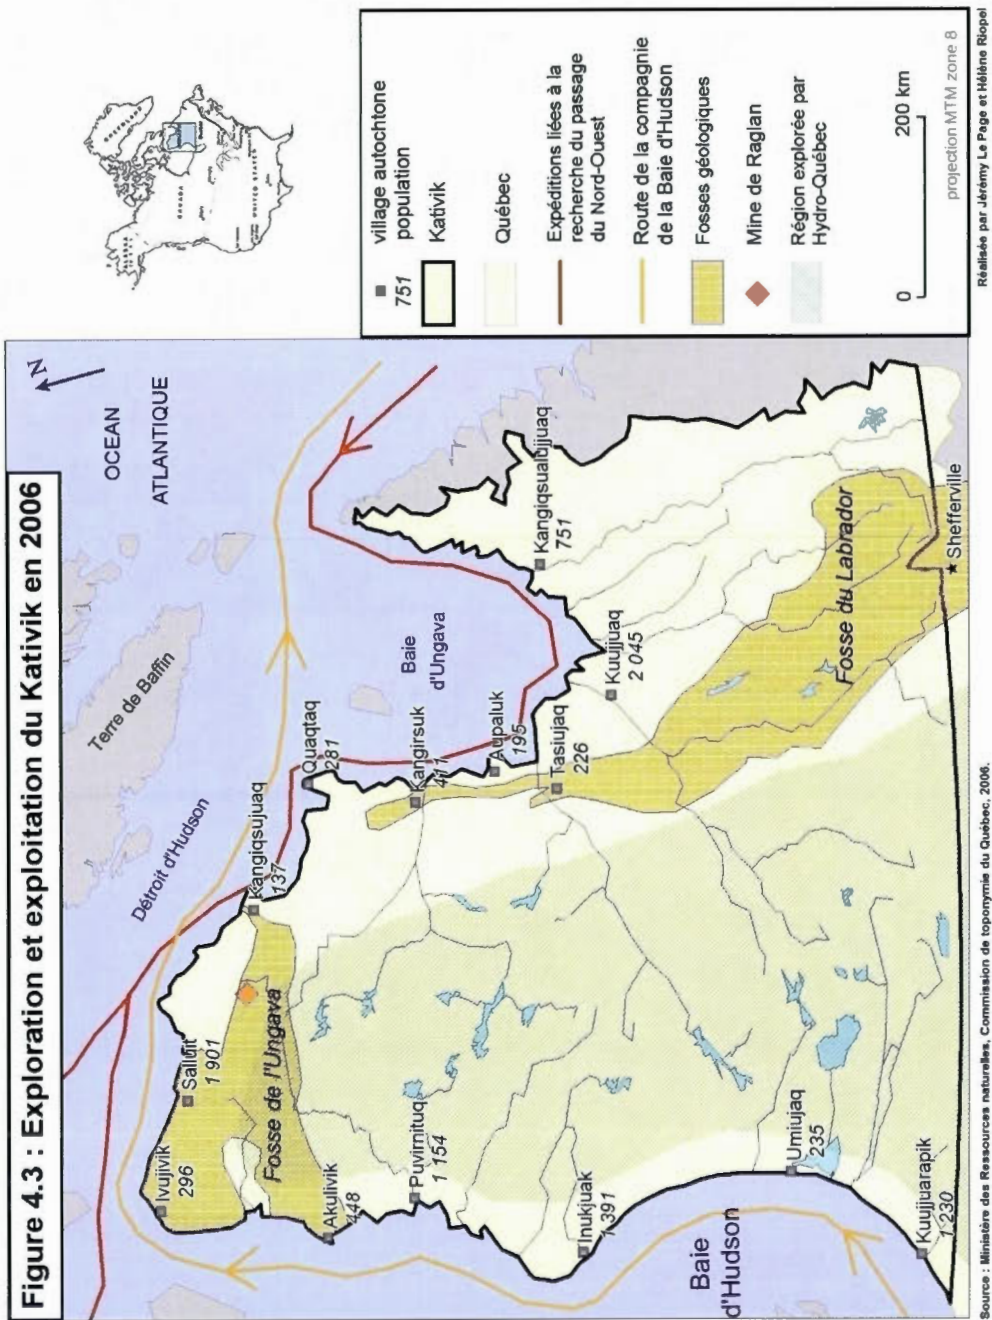 Figure 4.3 : Exploration et exploitation du Kativik en 2006
N
OCEAN
ATLANTIQUE
Terre de Baffin
Détroit d'Hudson
Ivujivik
296
Salluit
1 901
Kangiqsujuaq
137
Quaqtaq
281
Baie
d'Ungava
Fosse de l'Ungava
Akulivik
448
Kangirsuk
411
Aupaluk
195
Kangiqsualujjuaq
751
Puvirnituq
1 154
Tasiujaq
226
Kuujjuaq
2 045
Inukjuak
1 391
Fosse du Labrador
Umiujaq
235
Baie
d'Hudson
Kuujjuarapik
1 230
Shefferville
751
village autochtone
population
Kativik
Québec
Expéditions liées à la
recherche du passage
du Nord-Ouest
Route de la compagnie
de la Baie d'Hudson
Fosses géologiques
Mine de Raglan
Région explorée par
Hydro-Québec
0 200 km
projection MTM zone 8
Source : Ministère des Ressources naturelles, Commission de toponymie du Québec, 2006.
Réalisée par Jérémy Le Page et Hélène Riopel
CANADA
UNITED STATES